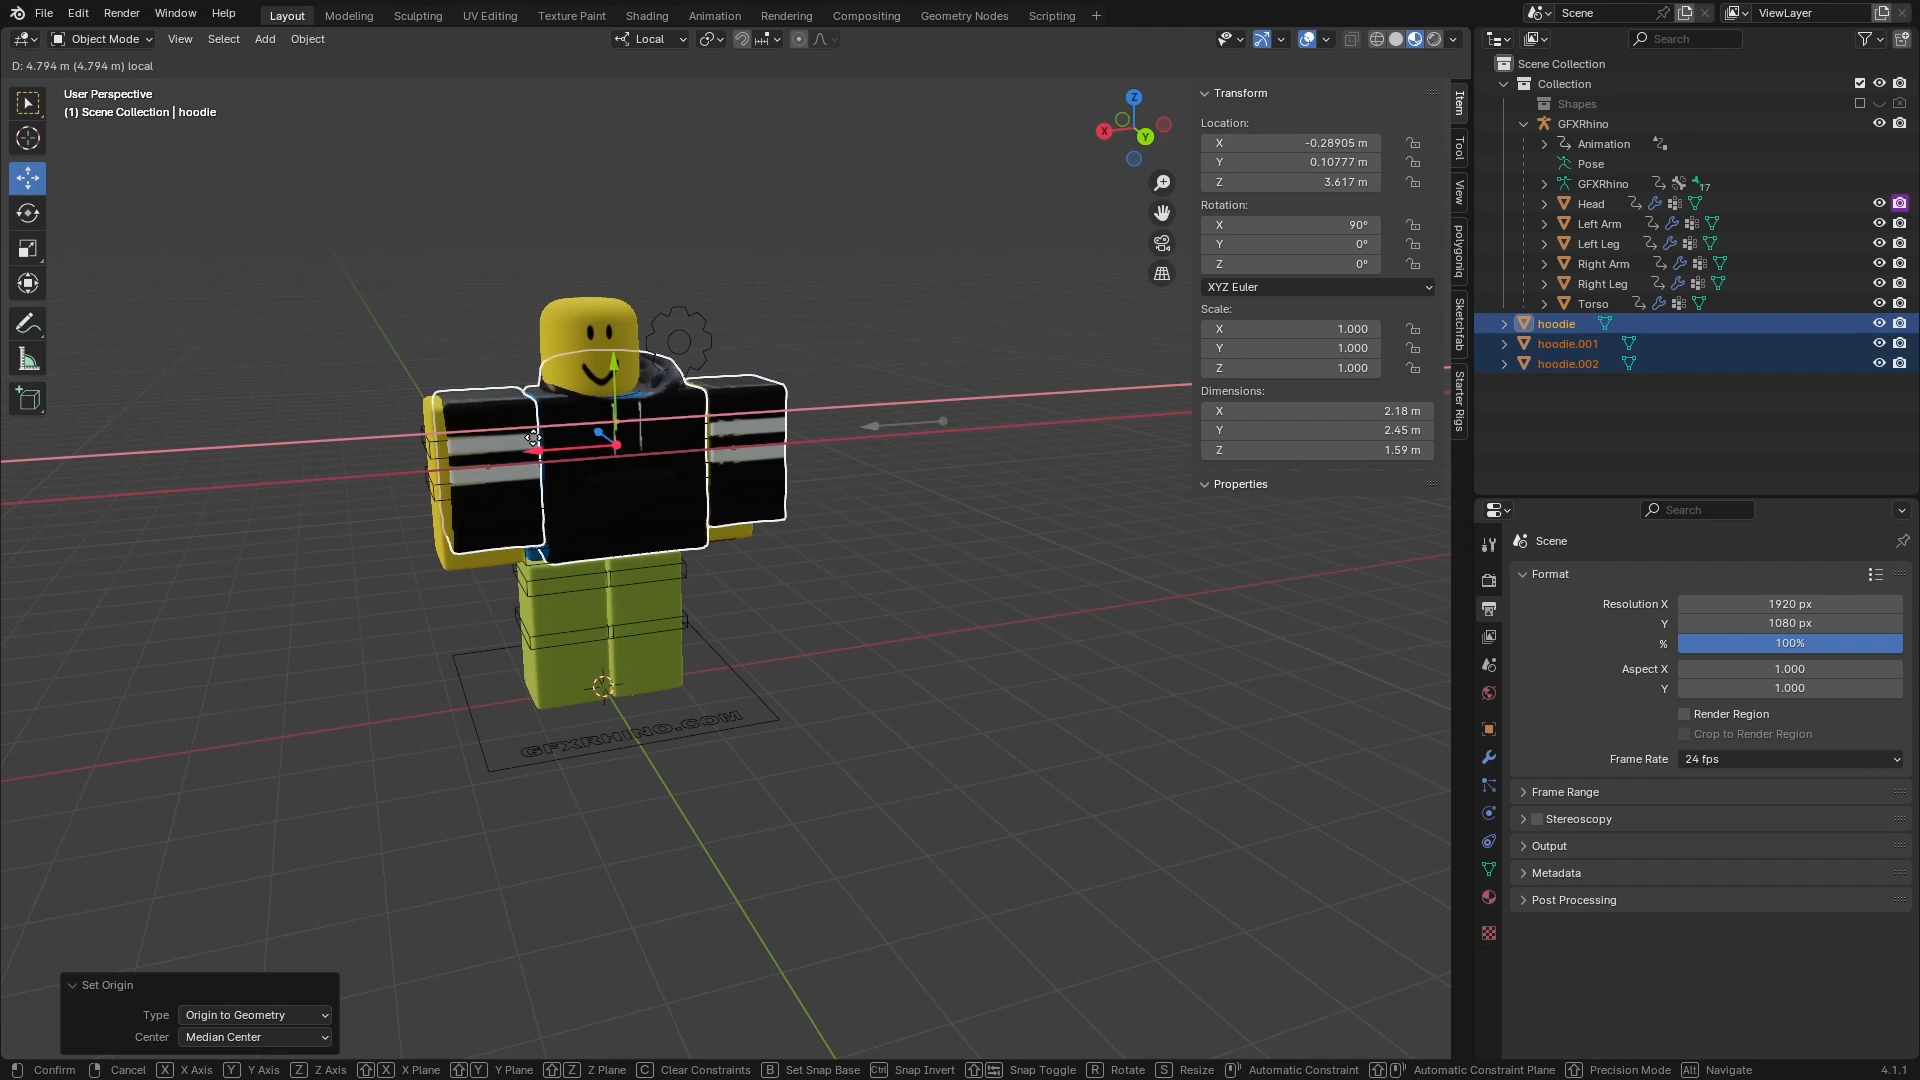 File Edit Render Window Help Layout Modeling Sculpting UV Editing Texture Paint Shading Animation Rendering Compositing Geometry Nodes Scripting Scene ViewLayer
Object Mode View Select Add Object Local Search
D: 4.794 m (4.794 m) local
User Perspective
(1) Scene Collection | hoodie
Z
X
Y
GFXRHINO.COM
Transform
Location:
X -0.28905 m
Y 0.10777 m
Z 3.617 m
Rotation:
X 90°
Y 0°
Z 0°
XYZ Euler
Scale:
X 1.000
Y 1.000
Z 1.000
Dimensions:
X 2.18 m
Y 2.45 m
Z 1.59 m
Properties
Item
Tool
View
polygoniq
Sketchfab
Starter Rigs
Scene Collection
Collection
Shapes
GFXRhino
Animation
Pose
GFXRhino 17
Head
Left Arm
Left Leg
Right Arm
Right Leg
Torso
hoodie
hoodie.001
hoodie.002
Search
Scene
Format
Resolution X 1920 px
Y 1080 px
% 100%
Aspect X 1.000
Y 1.000
Render Region
Crop to Render Region
Frame Rate 24 fps
Frame Range
Stereoscopy
Output
Metadata
Post Processing
Set Origin
Type Origin to Geometry
Center Median Center
Confirm Cancel X X Axis Y Y Axis Z Z Axis X X Plane Y Y Plane Z Z Plane C Clear Constraints B Set Snap Base Ctrl Snap Invert Snap Toggle R Rotate S Resize Automatic Constraint Automatic Constraint Plane Precision Mode Alt Navigate 4.1.1